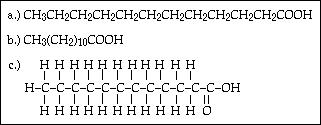 a.) CH3CH2CH2CH2CH2CH2CH2CH2CH2CH2CH2COOH
b.) CH3(CH2)10COOH
c.) H H H H H H H H H H H
H-C-C-C-C-C-C-C-C-C-C-C-C-OH
H H H H H H H H H H H O